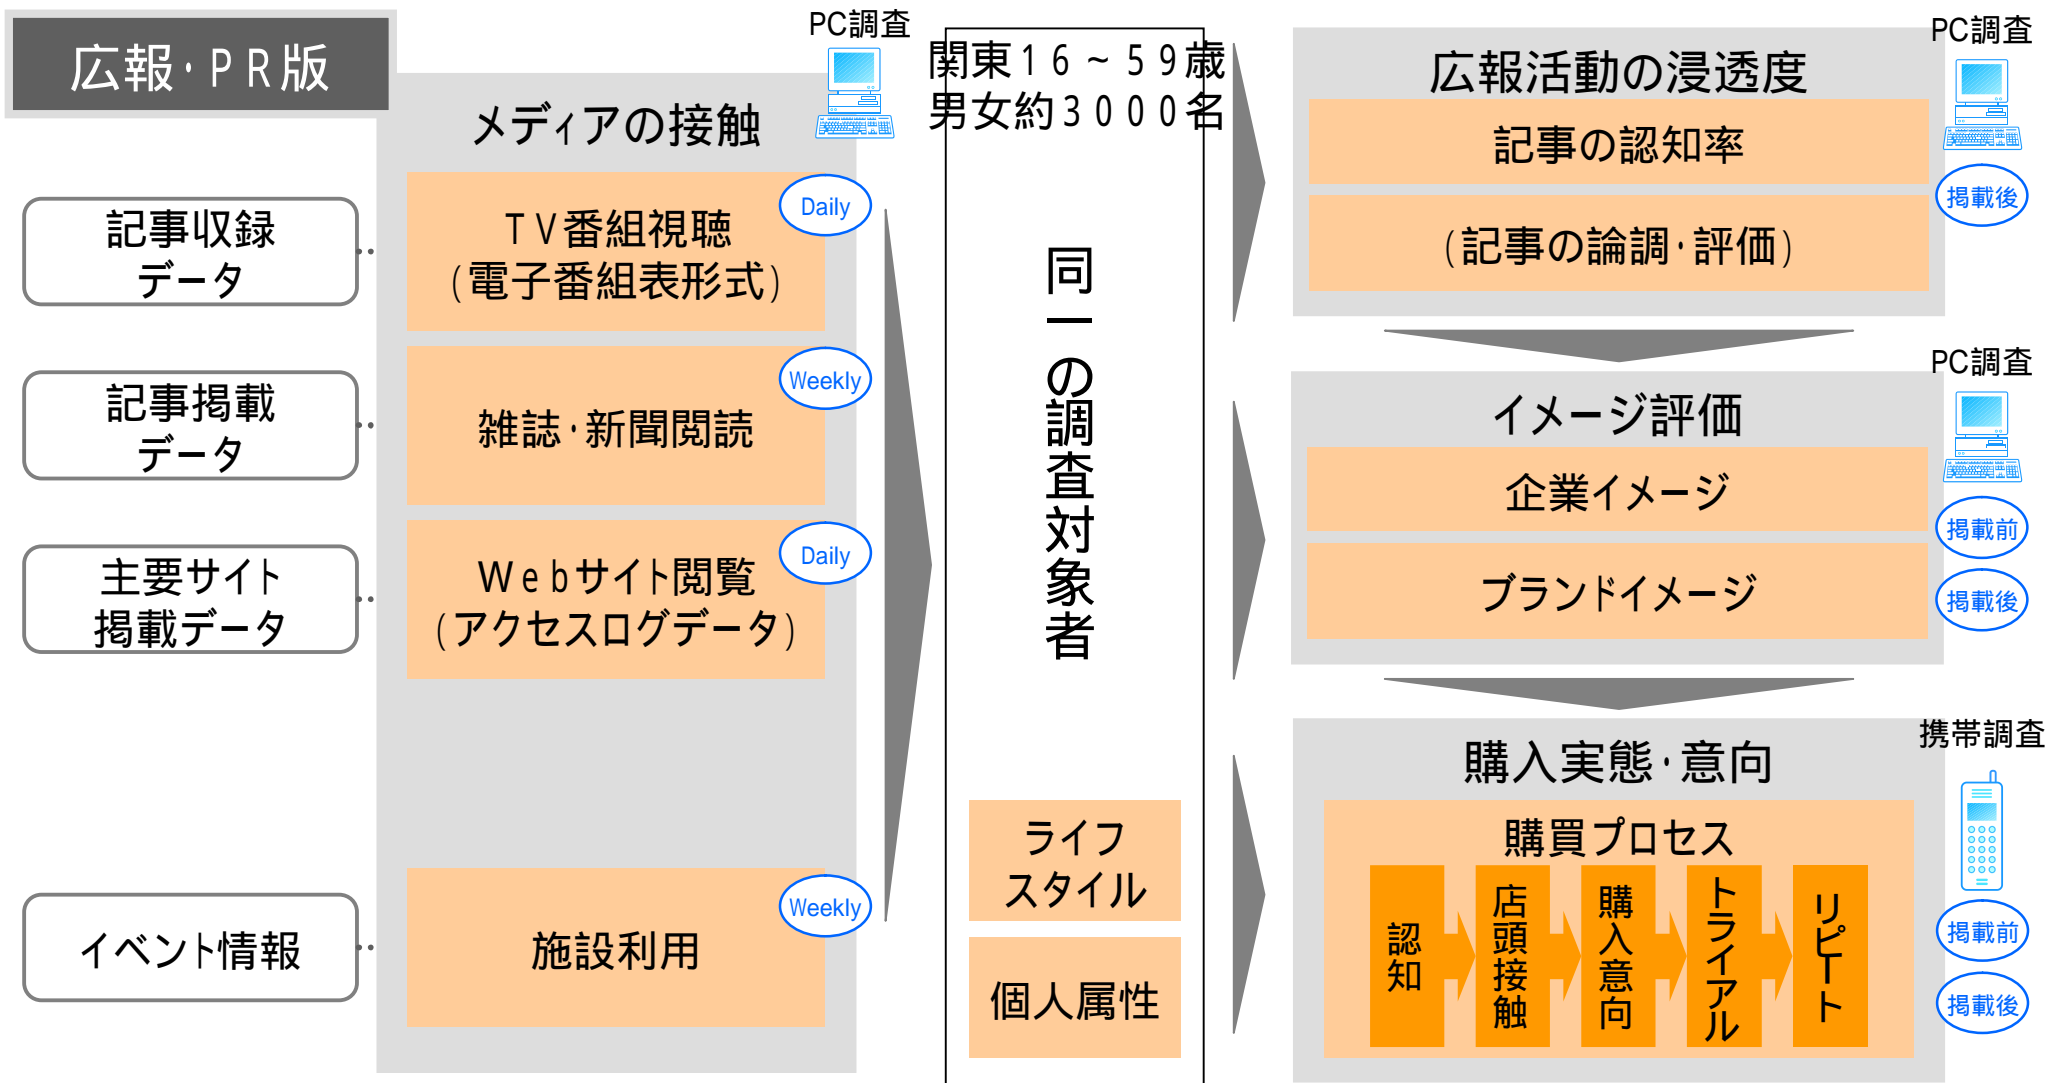 広報・PR版
メディアの接触
PC調査
記事収録
データ
TV番組視聴
(電子番組表形式)
Daily
記事掲載
データ
雑誌・新聞閲読
Weekly
主要サイト
掲載データ
Webサイト閲覧
(アクセスログデータ)
Daily
イベント情報
施設利用
Weekly
関東16~59歳
男女約3000名
同一の調査対象者
ライフ
スタイル
個人属性
広報活動の浸透度
PC調査
記事の認知率
(記事の論調・評価)
掲載後
イメージ評価
PC調査
企業イメージ
ブランドイメージ
掲載前
掲載後
購入実態・意向
携帯調査
購買プロセス
認知
店頭接触
購入意向
トライアル
リピート
掲載前
掲載後